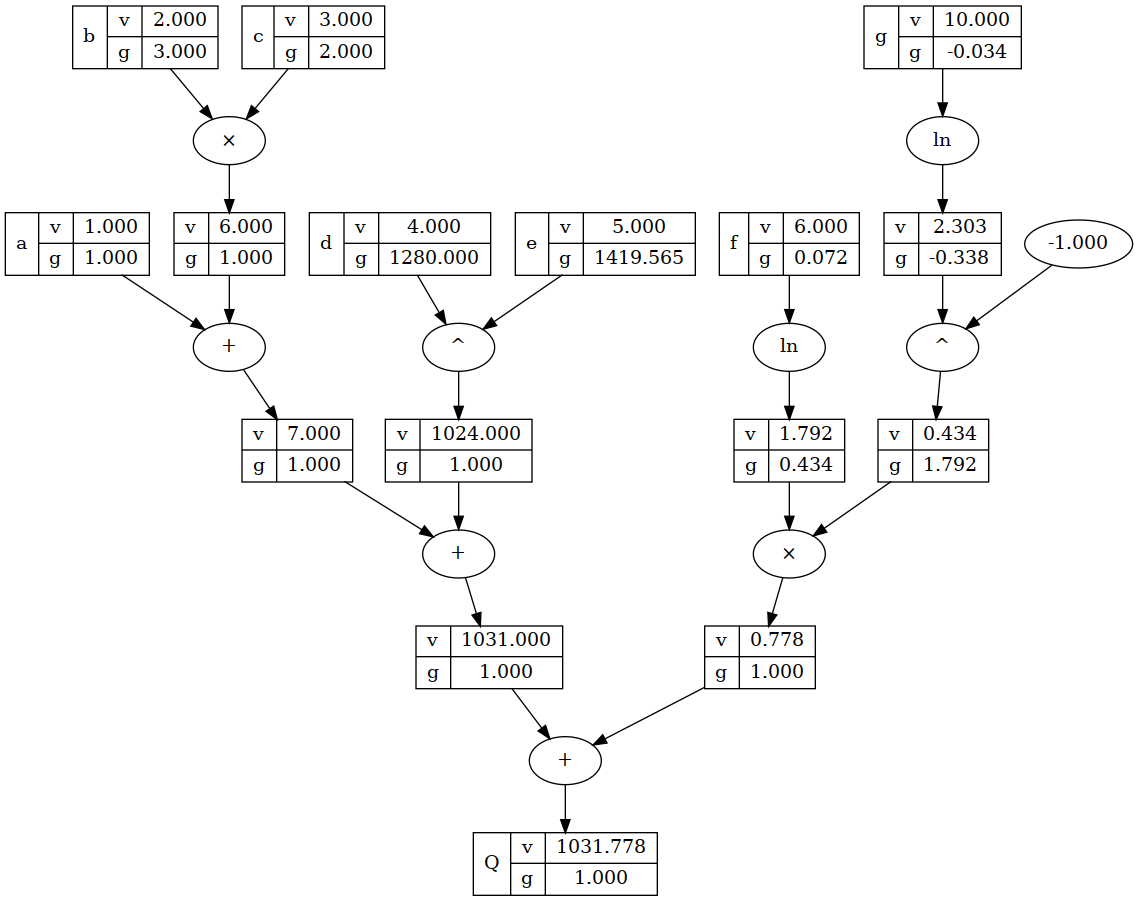 b v 2.000 g 3.000
c v 3.000 g 2.000
g v 10.000 g -0.034
×
ln
a v 1.000 g 1.000
v 6.000 g 1.000
d v 4.000 g 1280.000
e v 5.000 g 1419.565
f v 6.000 g 0.072
v 2.303 g -0.338
-1.000
+
^
ln
^
v 7.000 g 1.000
v 1024.000 g 1.000
v 1.792 g 0.434
v 0.434 g 1.792
+
×
v 1031.000 g 1.000
v 0.778 g 1.000
+
Q v 1031.778 g 1.000